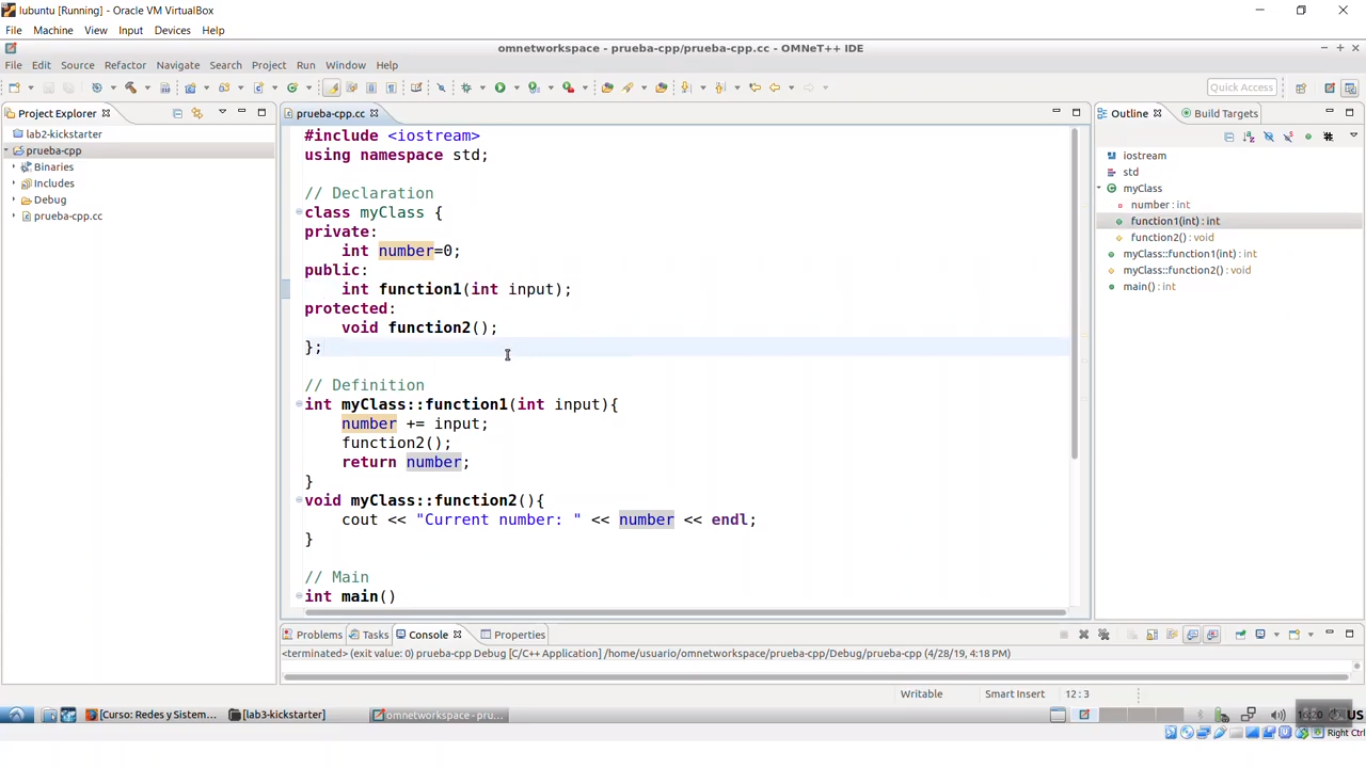 lubuntu [Running] - Oracle VM VirtualBox
File Machine View Input Devices Help
omnetworkspace - prueba-cpp/prueba-cpp.cc - OMNeT++ IDE
File Edit Source Refactor Navigate Search Project Run Window Help
Quick Access
Project Explorer
lab2-kickstarter
prueba-cpp
Binaries
Includes
Debug
prueba-cpp.cc
prueba-cpp.cc
#include <iostream>
using namespace std;
// Declaration
class myClass {
private:
int number=0;
public:
int function1(int input);
protected:
void function2();
};
// Definition
int myClass::function1(int input){
number += input;
function2();
return number;
}
void myClass::function2(){
cout << "Current number: " << number << endl;
}
// Main
int main()
Outline Build Targets
iostream
std
myClass
number : int
function1(int) : int
function2() : void
myClass::function1(int) : int
myClass::function2() : void
main() : int
Problems Tasks Console Properties
<terminated> (exit value: 0) prueba-cpp Debug [C/C++ Application] /home/usuario/omnetworkspace/prueba-cpp/Debug/prueba-cpp (4/28/19, 4:18 PM)
Writable Smart Insert 12 : 3
[Curso: Redes y Sistem... [lab3-kickstarter] omnetworkspace - pru... US
Right Ctrl